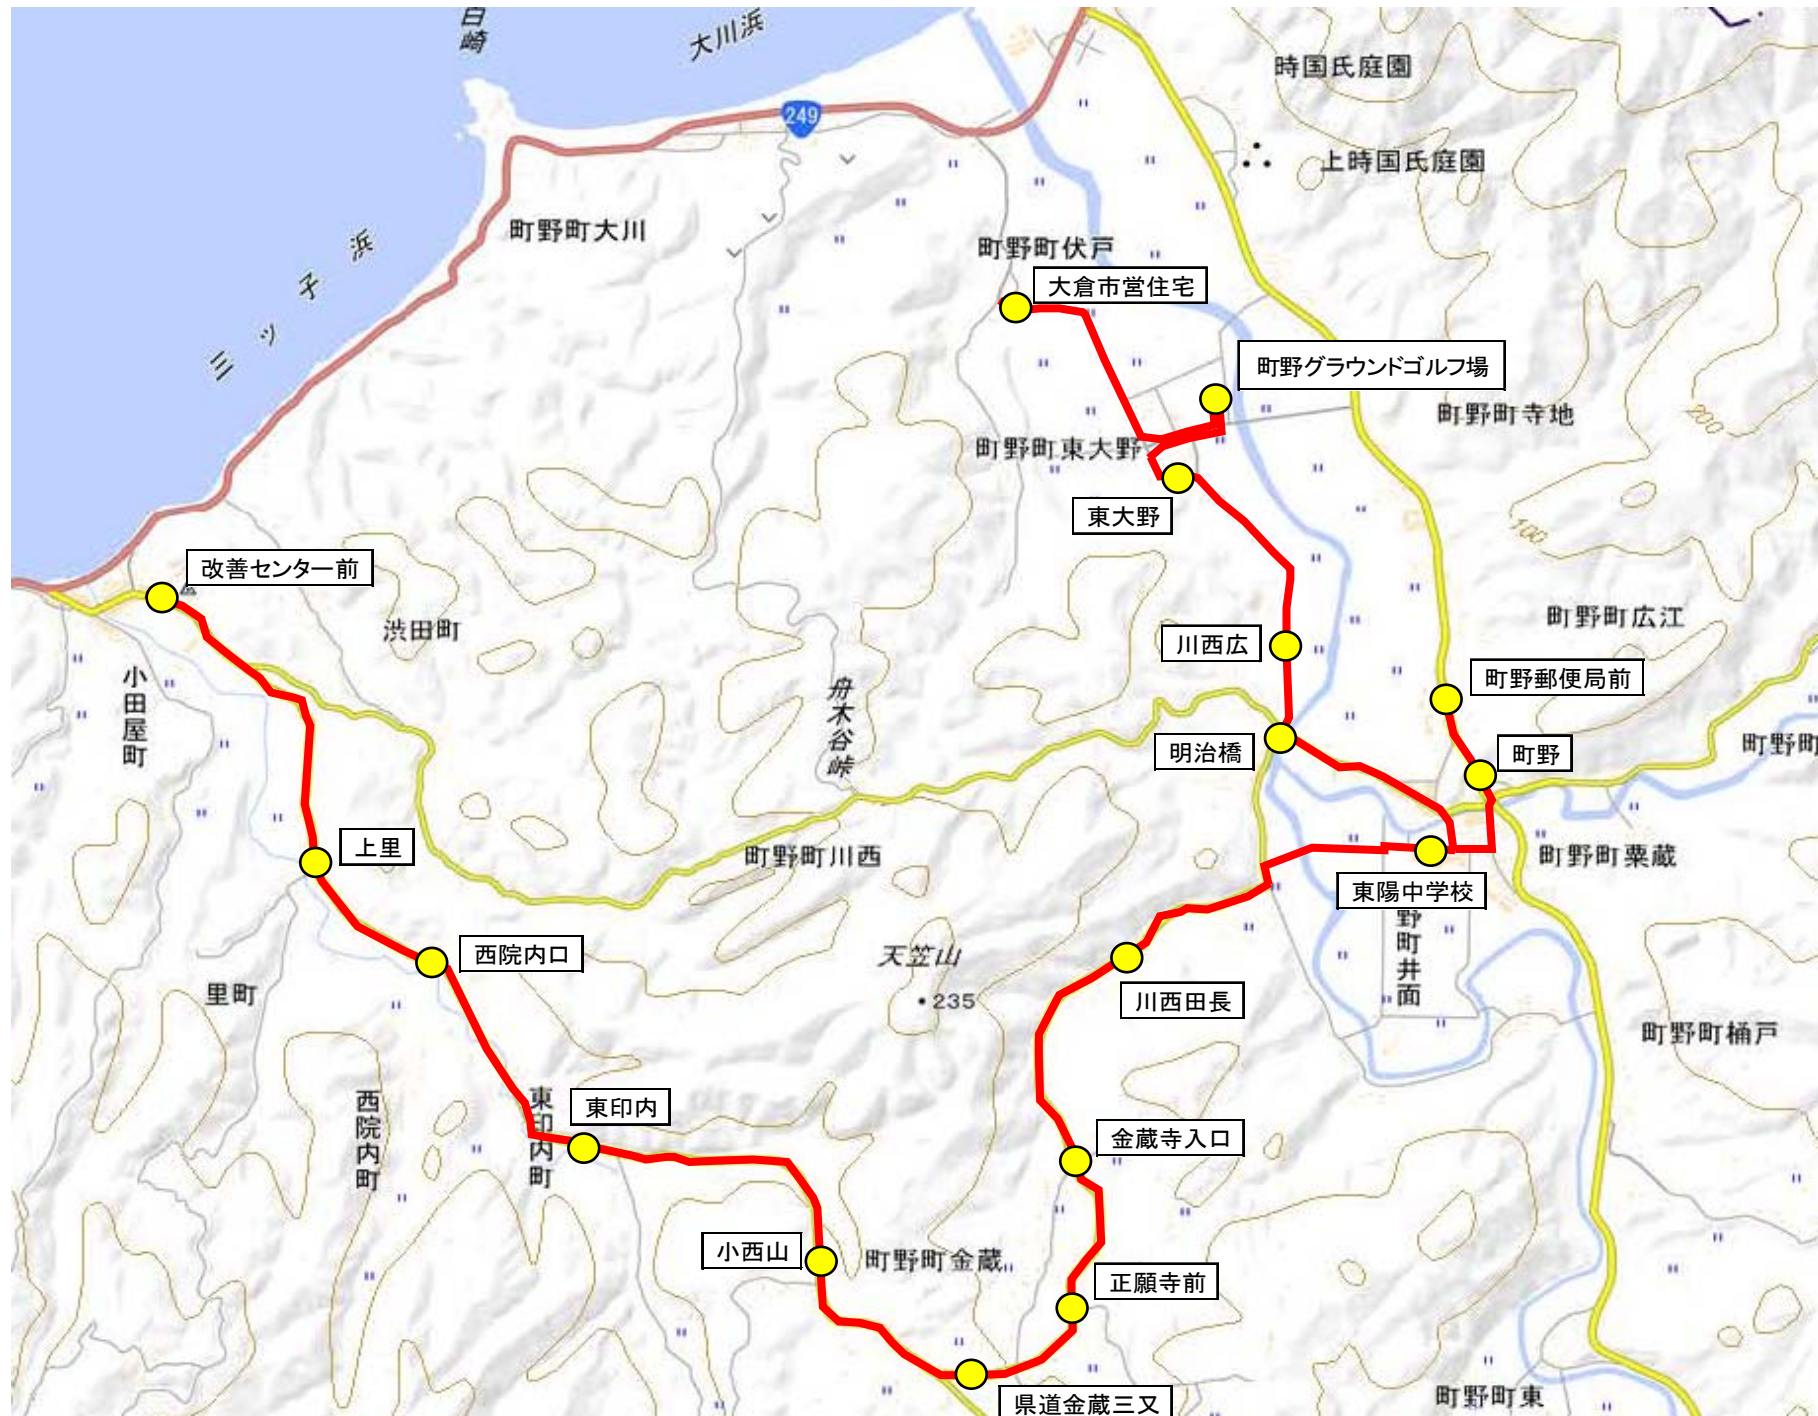 白崎
大川浜
時国氏庭園
249
上時国氏庭園
町野町大川
三ッ子浜
町野町伏戸
大倉市営住宅
町野グラウンドゴルフ場
町野町寺地
200
町野町東大野
東大野
100
改善センター前
渋田町
川西広
町野町広江
町野郵便局前
小田屋町
舟木谷峠
明治橋
町野
町野町
上里
町野町川西
町野町粟蔵
東陽中学校
野町井面
西院内口
天笠山
235
川西田長
里町
町野町桶戸
西院内町
東印内町
東印内
金蔵寺入口
小西山
町野町金蔵
正願寺前
県道金蔵三又
町野町東